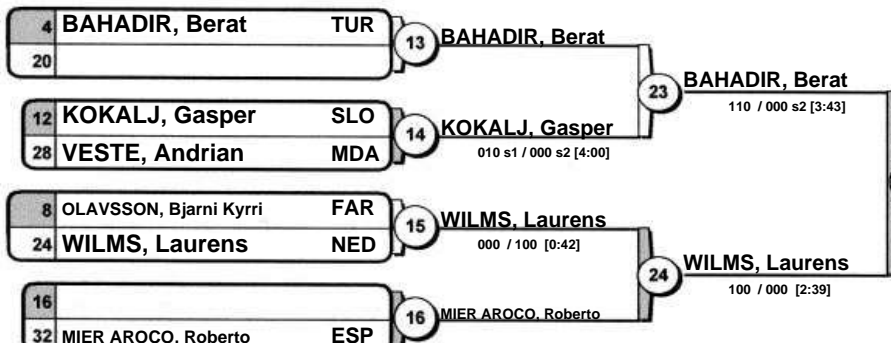 4 BAHADIR, Berat TUR
20
13 BAHADIR, Berat
12 KOKALJ, Gasper SLO
28 VESTE, Andrian MDA
14 KOKALJ, Gasper
010 s1 / 000 s2 [4:00]
23 BAHADIR, Berat
110 / 000 s2 [3:43]
8 OLAVSSON, Bjarni Kyrri FAR
24 WILMS, Laurens NED
15 WILMS, Laurens
000 / 100 [0:42]
16
32 MIER AROCO, Roberto ESP
16 MIER AROCO, Roberto
24 WILMS, Laurens
100 / 000 [2:39]